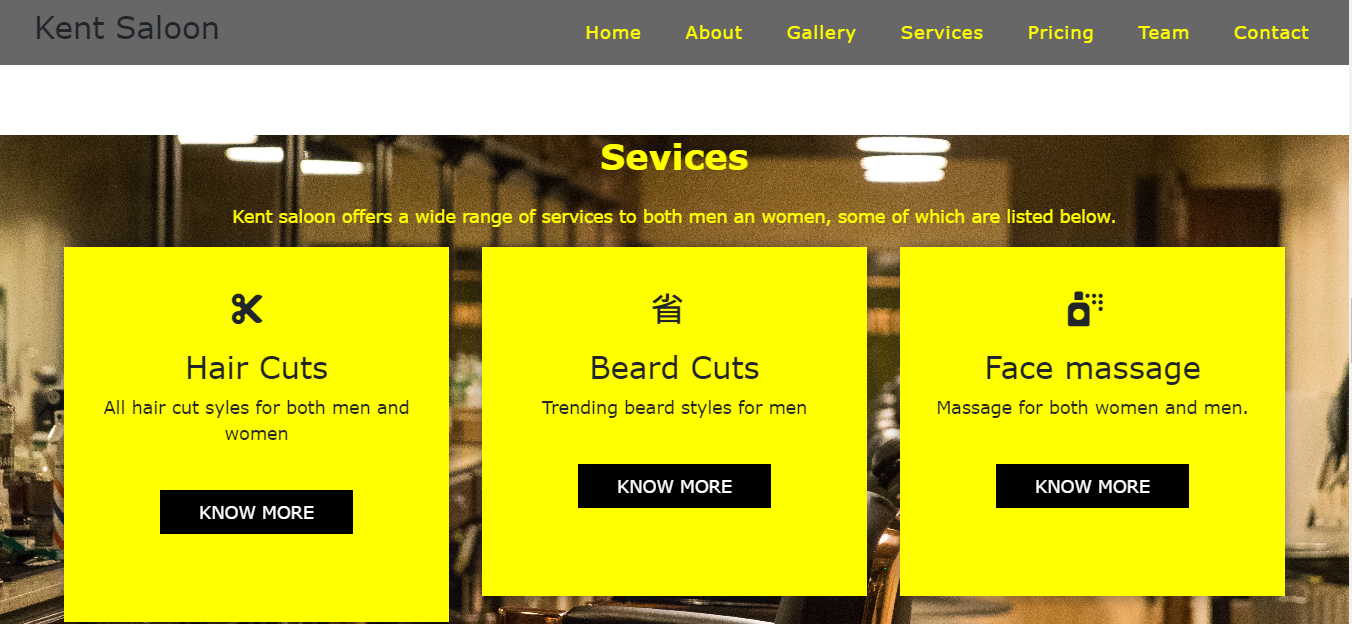 Kent Saloon
Home About Gallery Services Pricing Team Contact
Sevices
Kent saloon offers a wide range of services to both men an women, some of which are listed below.
省
Hair Cuts
Beard Cuts
Face massage
All hair cut syles for both men and
women
Trending beard styles for men
Massage for both women and men.
KNOW MORE
KNOW MORE
KNOW MORE